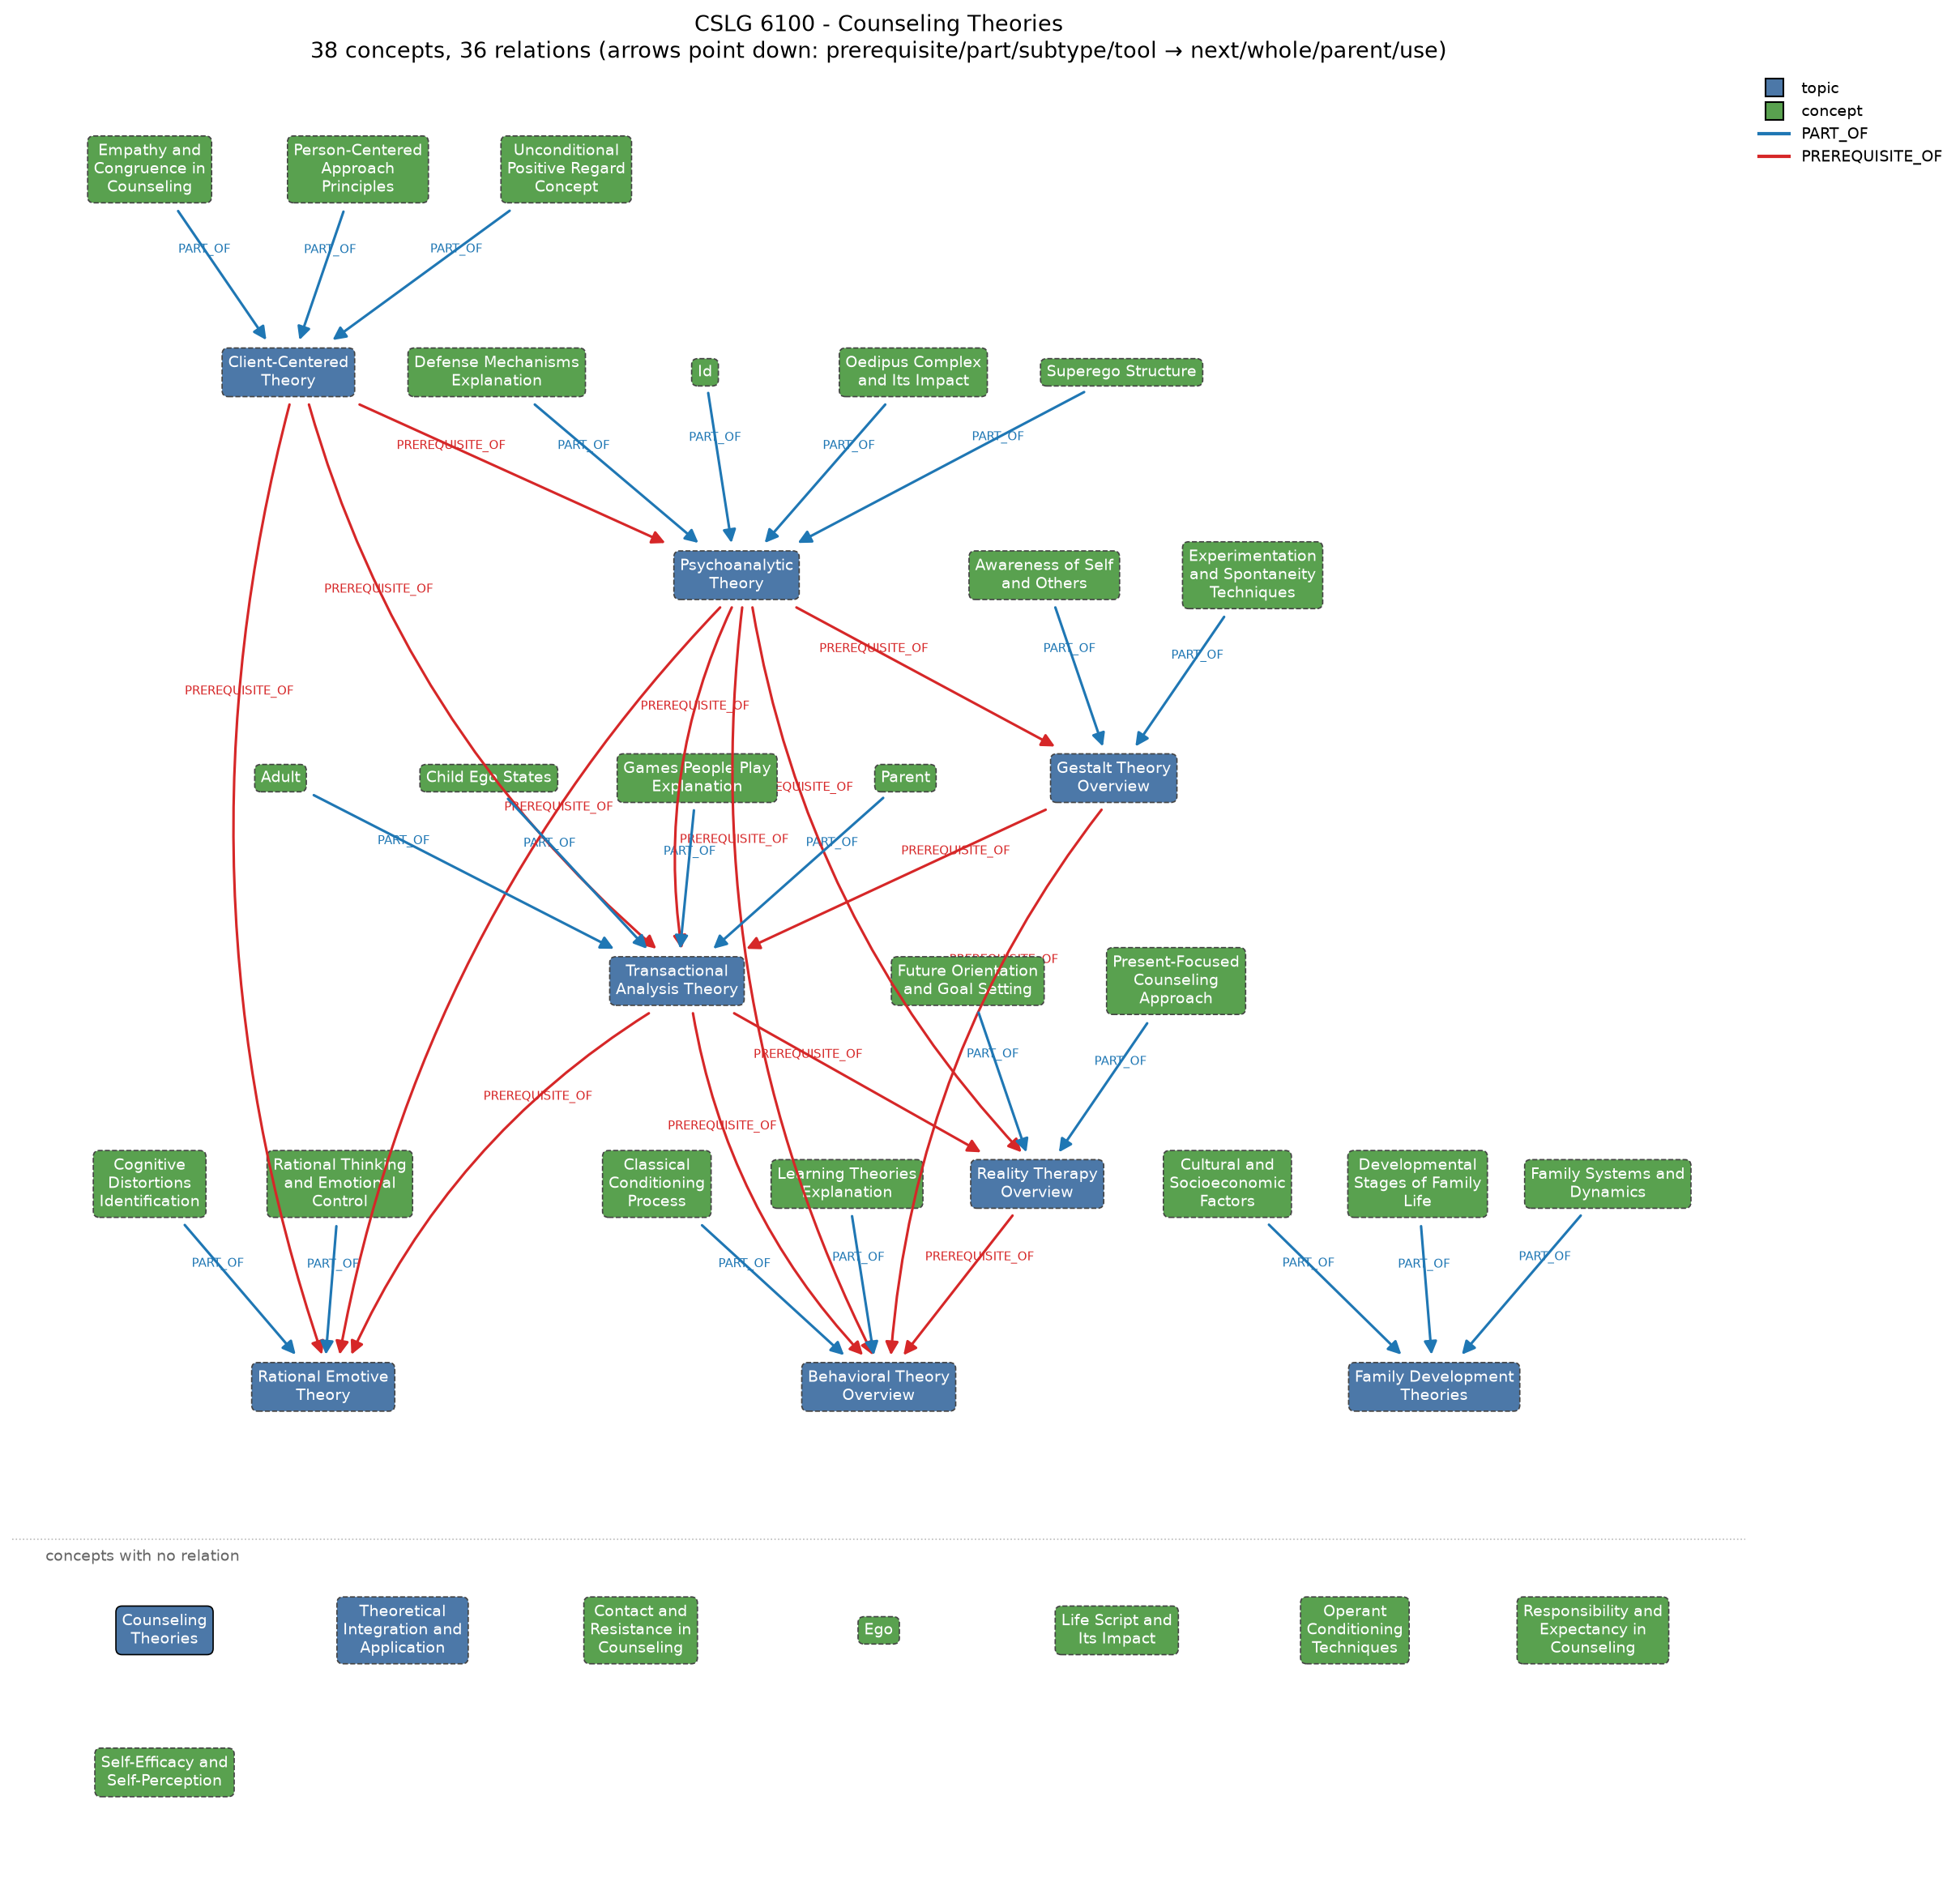 CSLG 6100 - Counseling Theories
38 concepts, 36 relations (arrows point down: prerequisite/part/subtype/tool → next/whole/parent/use)
topic
concept
PART_OF
PREREQUISITE_OF
Empathy and
Congruence in
Counseling
Person-Centered
Approach
Principles
Unconditional
Positive Regard
Concept
PART_OF
PART_OF
PART_OF
Client-Centered
Theory
Defense Mechanisms
Explanation
Id
Oedipus Complex
and Its Impact
Superego Structure
PREREQUISITE_OF
PART_OF
PART_OF
PART_OF
PART_OF
Psychoanalytic
Theory
Awareness of Self
and Others
Experimentation
and Spontaneity
Techniques
PREREQUISITE_OF
PREREQUISITE_OF
PART_OF
PART_OF
PREREQUISITE_OF
PREREQUISITE_OF
Adult
Child Ego States
Games People Play
Explanation
Parent
Gestalt Theory
Overview
EQUISITE_OF
PREREQUISITE_OF
PART_OF
PART_OF
PREREQUISITE_OF
PART_OF
PART_OF
PREREQUISITE_OF
Transactional
Analysis Theory
Future Orientation
and Goal Setting
Present-Focused
Counseling
Approach
PREREQUISITE_OF
PREREQUISITE_OF
PART_OF
PART_OF
PREREQUISITE_OF
PREREQUISITE_OF
Cognitive
Distortions
Identification
Rational Thinking
and Emotional
Control
Classical
Conditioning
Process
Learning Theories
Explanation
Reality Therapy
Overview
Cultural and
Socioeconomic
Factors
Developmental
Stages of Family
Life
Family Systems and
Dynamics
PART_OF
PART_OF
PART_OF
PART_OF
PREREQUISITE_OF
PART_OF
PART_OF
PART_OF
Rational Emotive
Theory
Behavioral Theory
Overview
Family Development
Theories
concepts with no relation
Counseling
Theories
Theoretical
Integration and
Application
Contact and
Resistance in
Counseling
Ego
Life Script and
Its Impact
Operant
Conditioning
Techniques
Responsibility and
Expectancy in
Counseling
Self-Efficacy and
Self-Perception